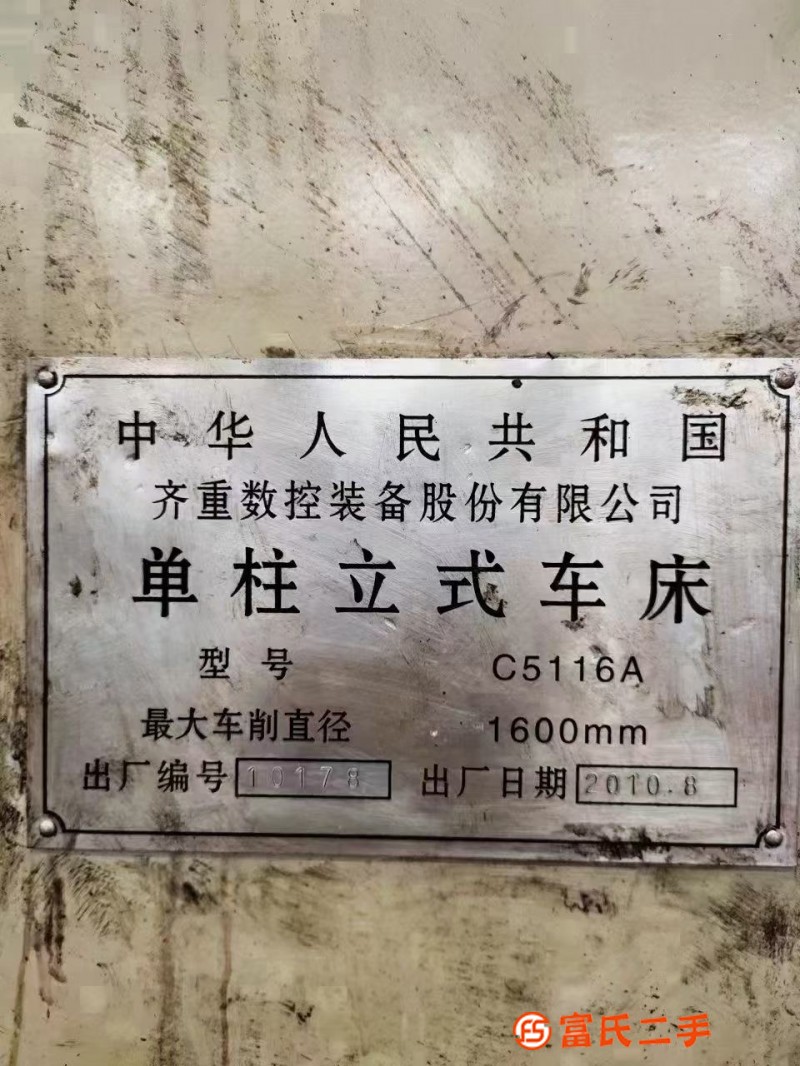 中华人民共和国
齐重数控装备股份有限公司
单柱立式车床
型号 C5116A
最大车削直径 1600mm
出厂编号 10178 出厂日期 2010.8
FS 富氏二手